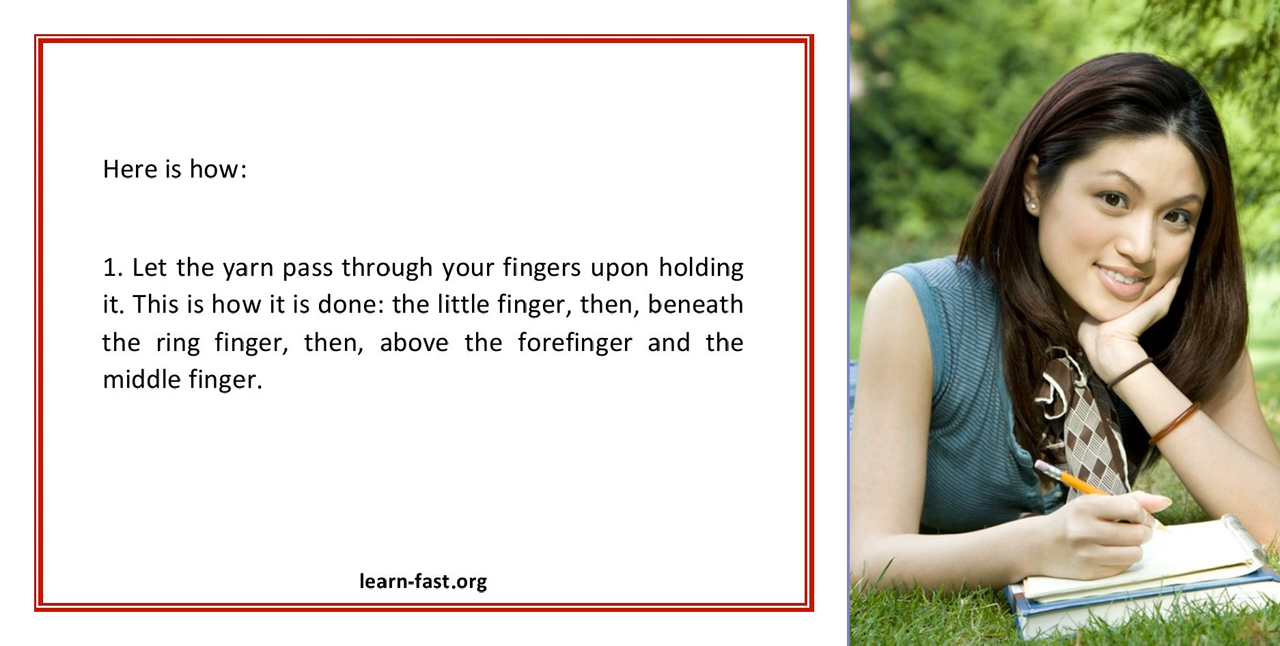 Here is how:
1. Let the yarn pass through your fingers upon holding
it. This is how it is done: the little finger, then, beneath
the ring finger, then, above the forefinger and the
middle finger.
learn-fast.org